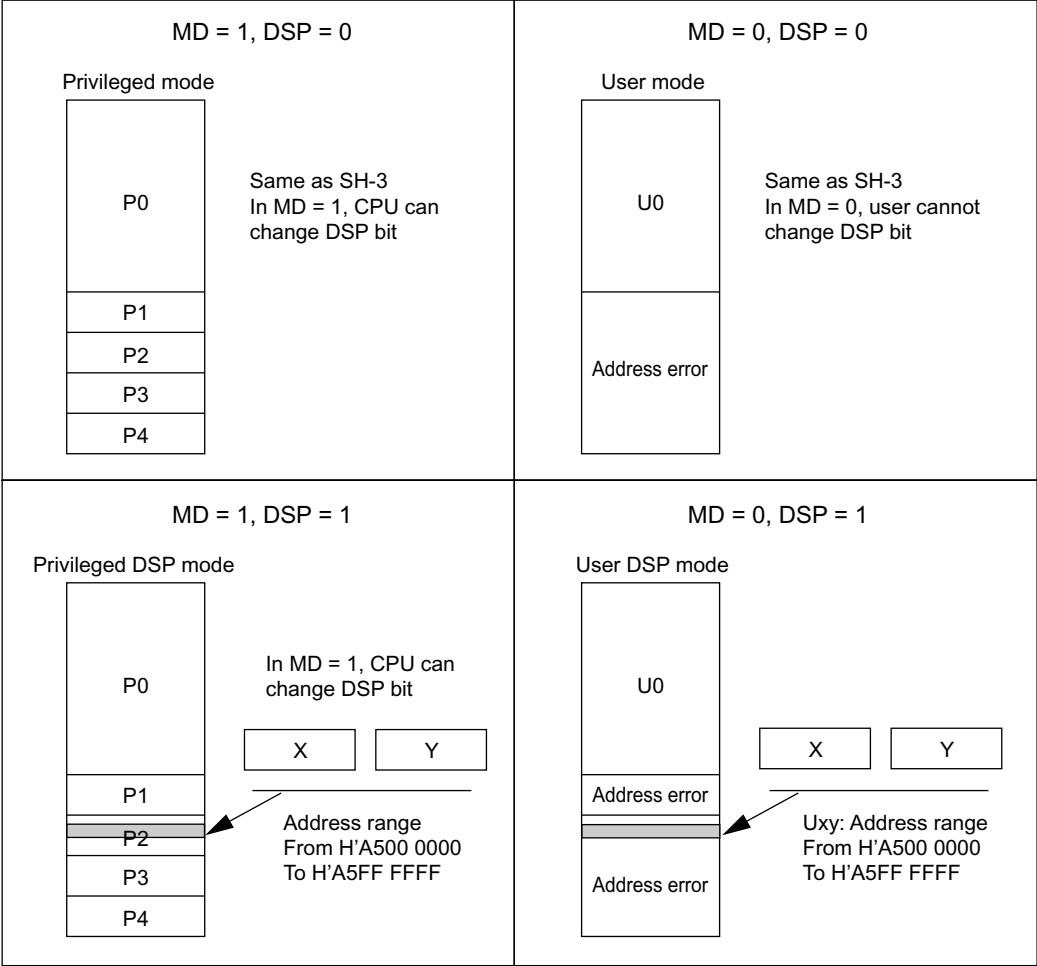 MD = 1, DSP = 0
Privileged mode
P0
Same as SH-3
In MD = 1, CPU can
change DSP bit
P1
P2
P3
P4
MD = 0, DSP = 0
User mode
U0
Same as SH-3
In MD = 0, user cannot
change DSP bit
Address error
MD = 1, DSP = 1
Privileged DSP mode
P0
In MD = 1, CPU can
change DSP bit
X
Y
P1
P2
P3
P4
Address range
From H'A500 0000
To H'A5FF FFFF
MD = 0, DSP = 1
User DSP mode
U0
X
Y
Address error
Uxy: Address range
From H'A500 0000
To H'A5FF FFFF
Address error